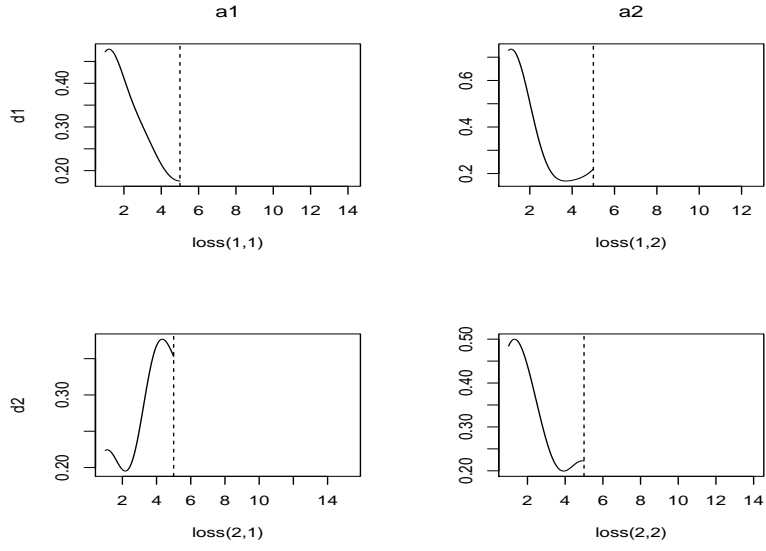 a1
a2
d1
0.20 0.30 0.40
2 4 6 8 10 12 14
loss(1,1)
0.2 0.4 0.6
2 4 6 8 10 12
loss(1,2)
d2
0.20 0.30
2 4 6 8 10 14
loss(2,1)
0.20 0.30 0.40 0.50
2 4 6 8 10 12 14
loss(2,2)